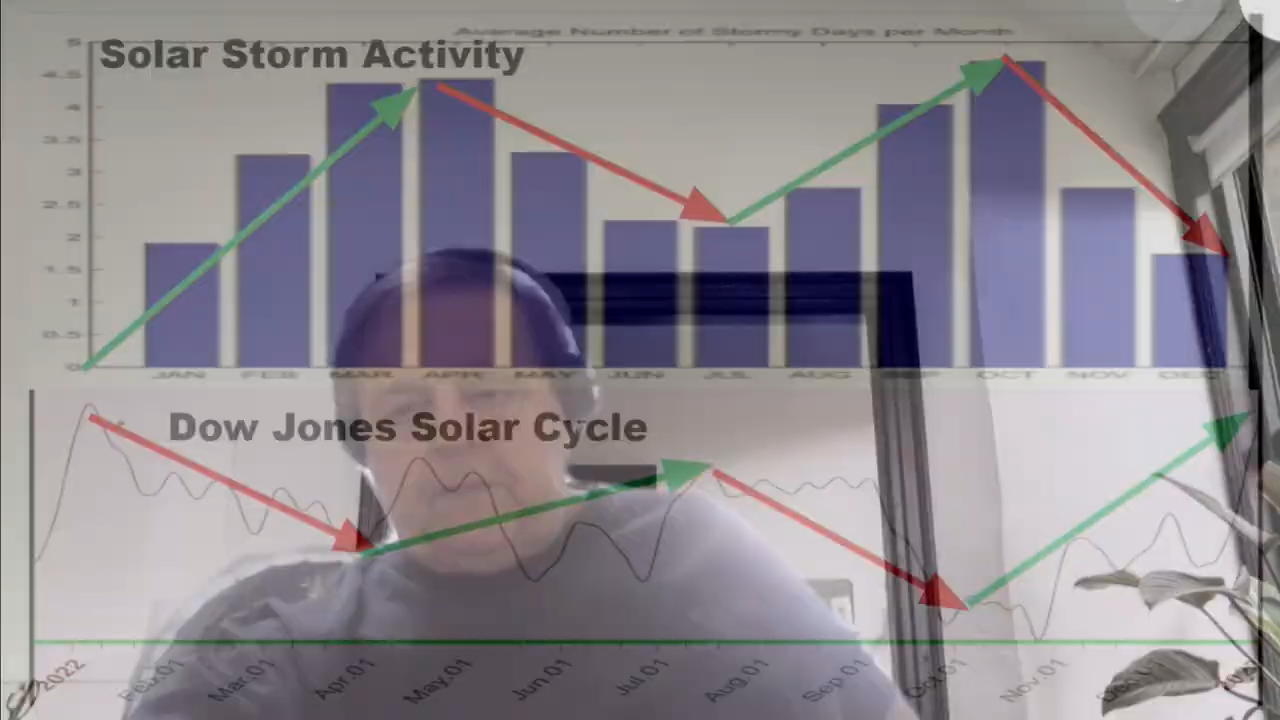 Average Number of Stormy Days per Month
Solar Storm Activity
5
4.5
4
3.5
3
2.5
2
1.5
1
0.5
0
JAN FEB MAR APR MAY JUN JUL AUG SEP OCT NOV DEC
Dow Jones Solar Cycle
2022 Feb.01 Mar.01 Apr.01 May.01 Jun.01 Jul.01 Aug.01 Sep.01 Oct.01 Nov.01